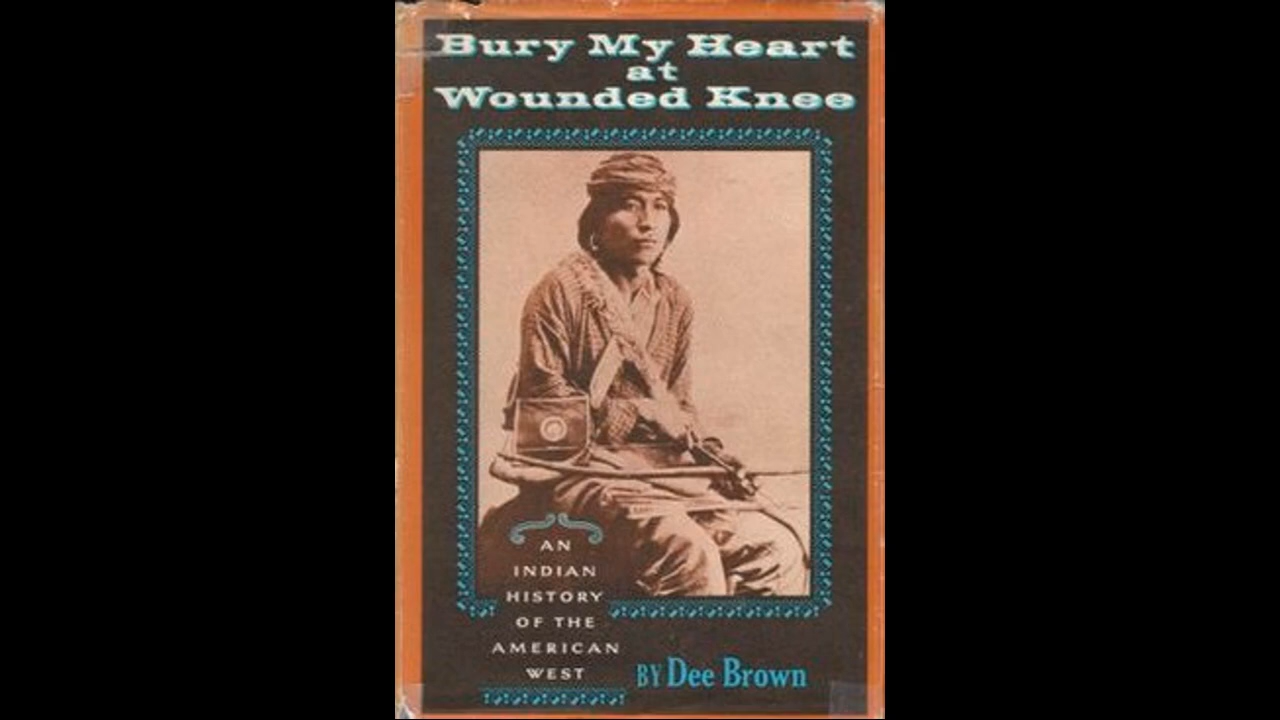 Bury My Heart
at
Wounded Knee
AN
INDIAN
HISTORY
OF THE
AMERICAN
WEST
BY Dee Brown